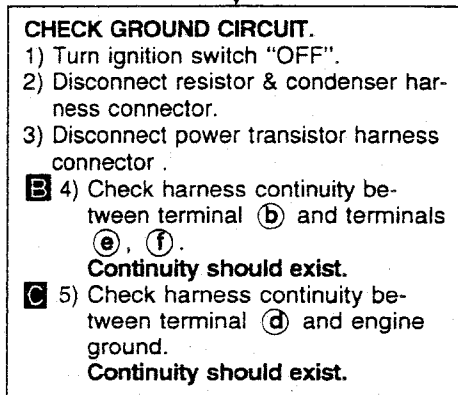 CHECK GROUND CIRCUIT.
1) Turn ignition switch “OFF”.
2) Disconnect resistor & condenser har-
ness connector.
3) Disconnect power transistor harness
connector .
B 4) Check harness continuity be-
tween terminal ⓑ and terminals
ⓔ, ⓕ.
Continuity should exist.
C 5) Check harness continuity be-
tween terminal ⓓ and engine
ground.
Continuity should exist.